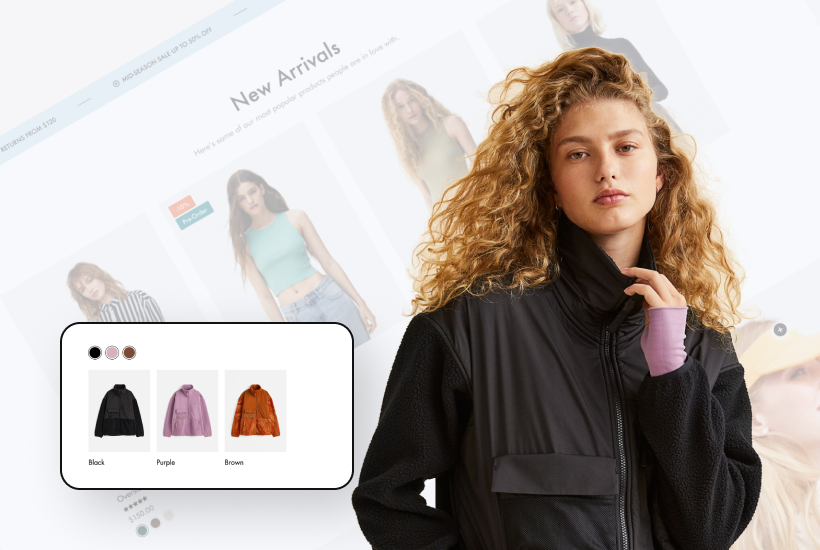 RETURNS FROM $120
MID-SEASON SALE UP TO 50% OFF
New Arrivals
Here's some of our most popular products people are in love with.
Pre-Order
Black
Purple
Brown
$150.00